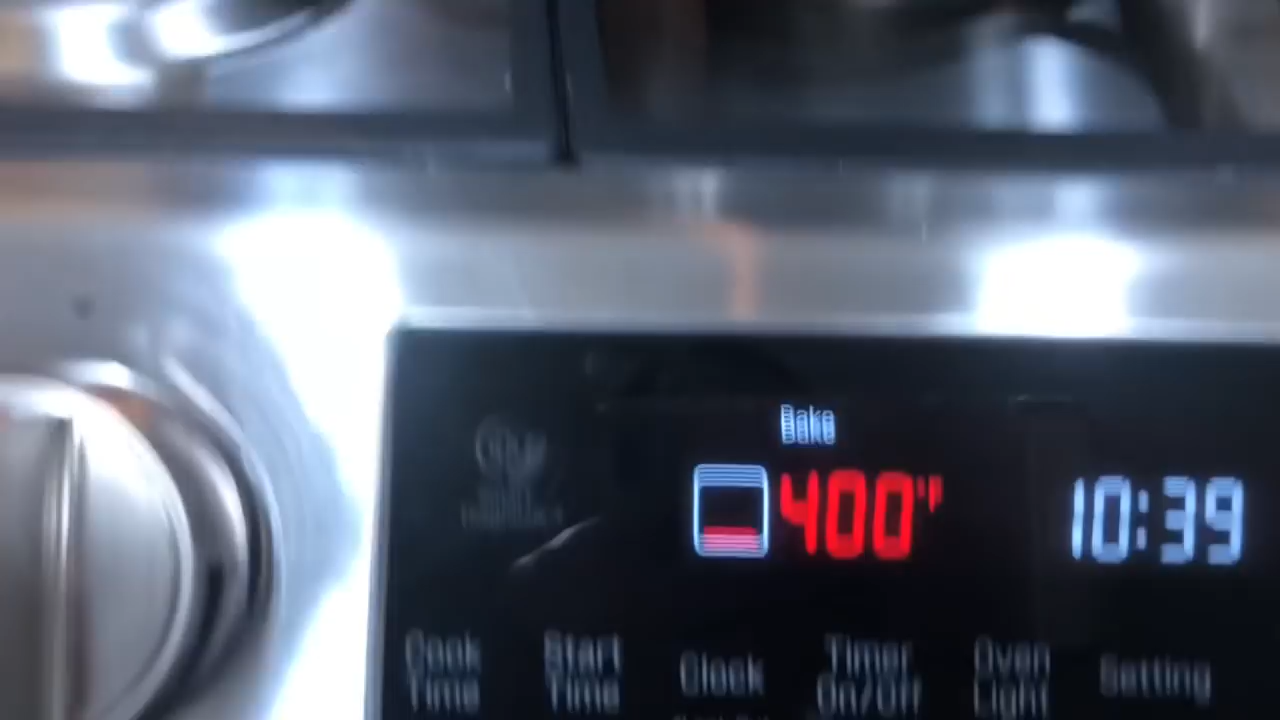 Bake
400°F
10:39
Cook Time
Start Time
Clock
Timer On/Off
Oven Light
Setting